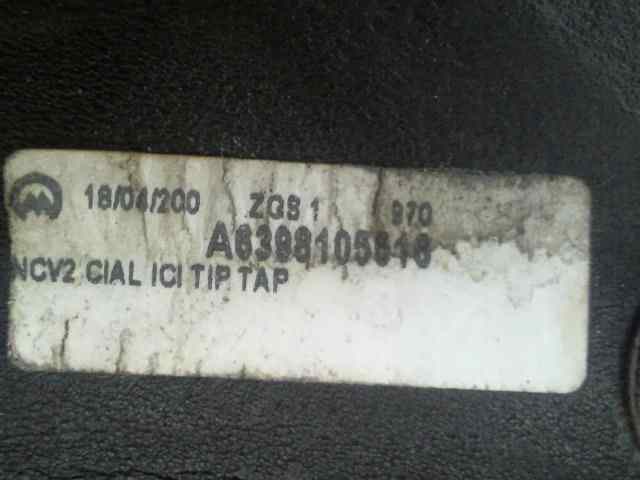 18/04/200 ZGS 1 970
A6398105816
NCV2 CIAL ICI TIP TAP